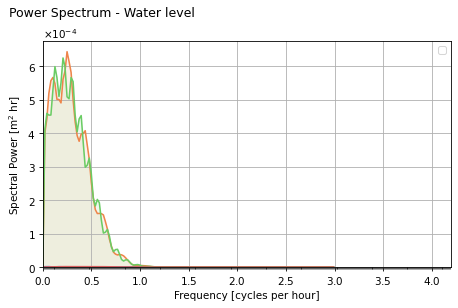 Power Spectrum - Water level
×10⁻⁴
6
5
4
3
2
1
0
Spectral Power [m² hr]
0.0 0.5 1.0 1.5 2.0 2.5 3.0 3.5 4.0
Frequency [cycles per hour]